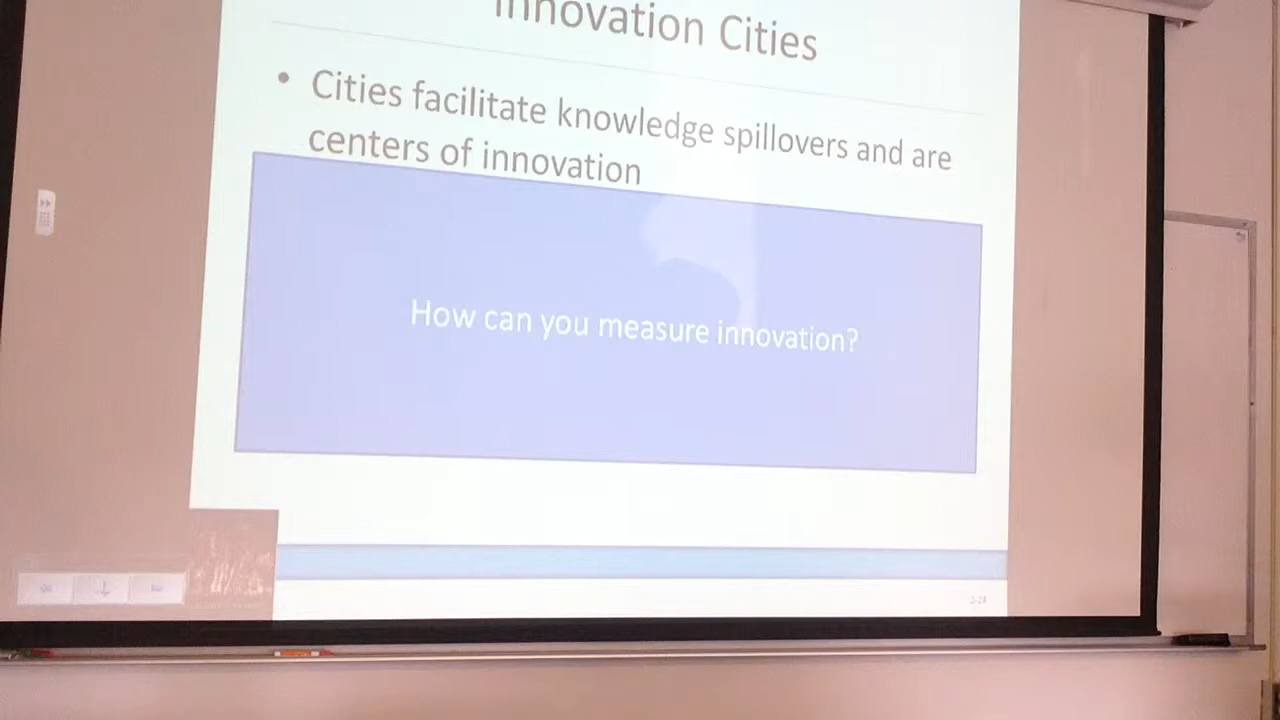 Innovation Cities
• Cities facilitate knowledge spillovers and are
centers of innovation
How can you measure innovation?